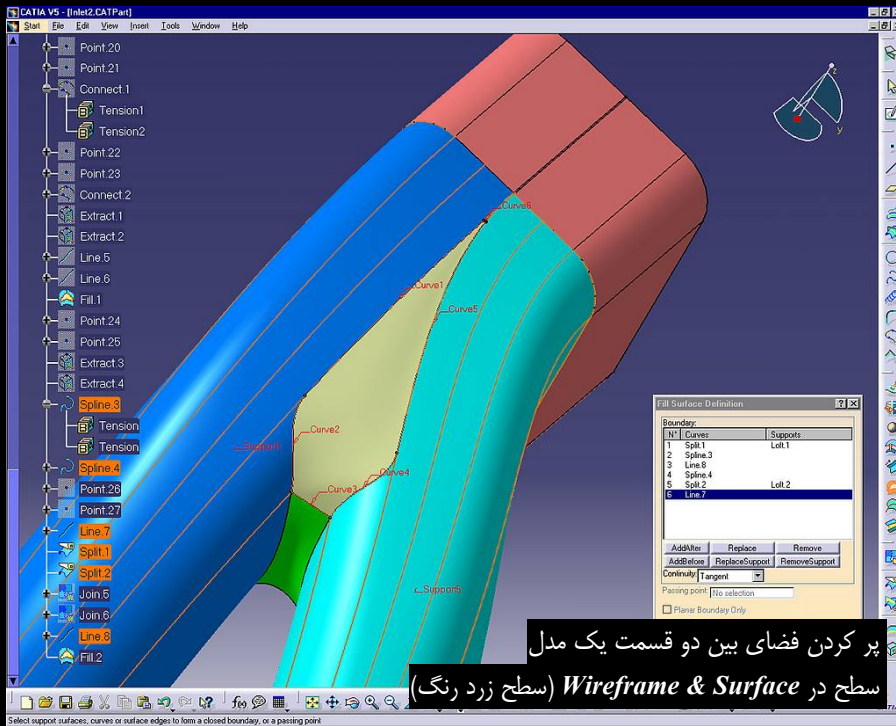 CATIA V5 - [Inlet2.CATPart]
Start File Edit View Insert Tools Window Help
Point.20
Point.21
Connect.1
Tension1
Tension2
Point.22
Point.23
Connect.2
Extract.1
Extract.2
Line.5
Line.6
Fill.1
Point.24
Point.25
Extract.3
Extract.4
Spline.3
Tension
Tension
Spline.4
Point.26
Point.27
Line.7
Split.1
Split.2
Join.5
Join.6
Line.8
Fill.2
z
y
Curve6
Curve1
Curve5
Curve2
Support1
Curve4
Curve3
Support5
Fill Surface Definition
Boundary:
N° Curves Supports
1 Split.1 Loft.1
2 Spline.3
3 Line.8
4 Spline.4
5 Split.2 Loft.2
6 Line.7
AddAfter Replace Remove
AddBefore ReplaceSupport RemoveSupport
Continuity: Tangent
Passing point: No selection
Planar Boundary Only
پر کردن فضای بین دو قسمت یک مدل
سطح در Wireframe & Surface (سطح زرد رنگ)
Select support surfaces, curves or surface edges to form a closed boundary, or a passing point